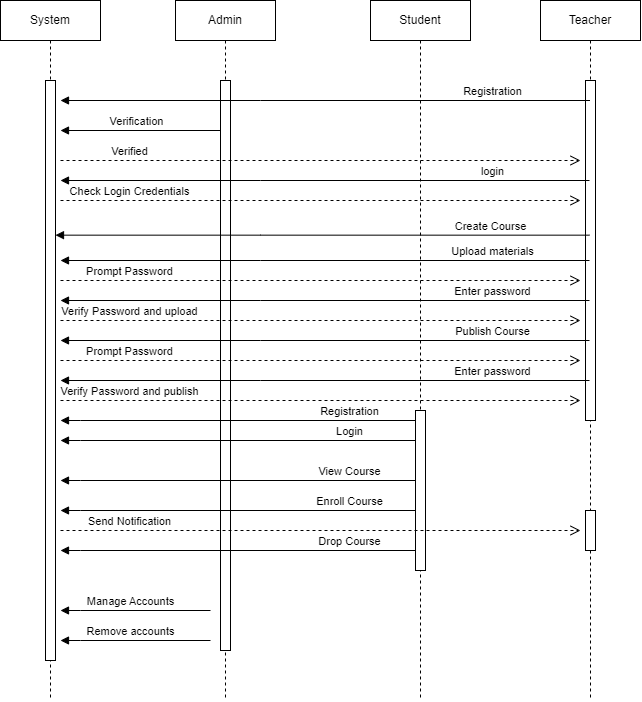 System Admin Student Teacher
Registration
Verification
Verified
login
Check Login Credentials
Create Course
Upload materials
Prompt Password
Enter password
Verify Password and upload
Publish Course
Prompt Password
Enter password
Verify Password and publish
Registration
Login
View Course
Enroll Course
Send Notification
Drop Course
Manage Accounts
Remove accounts